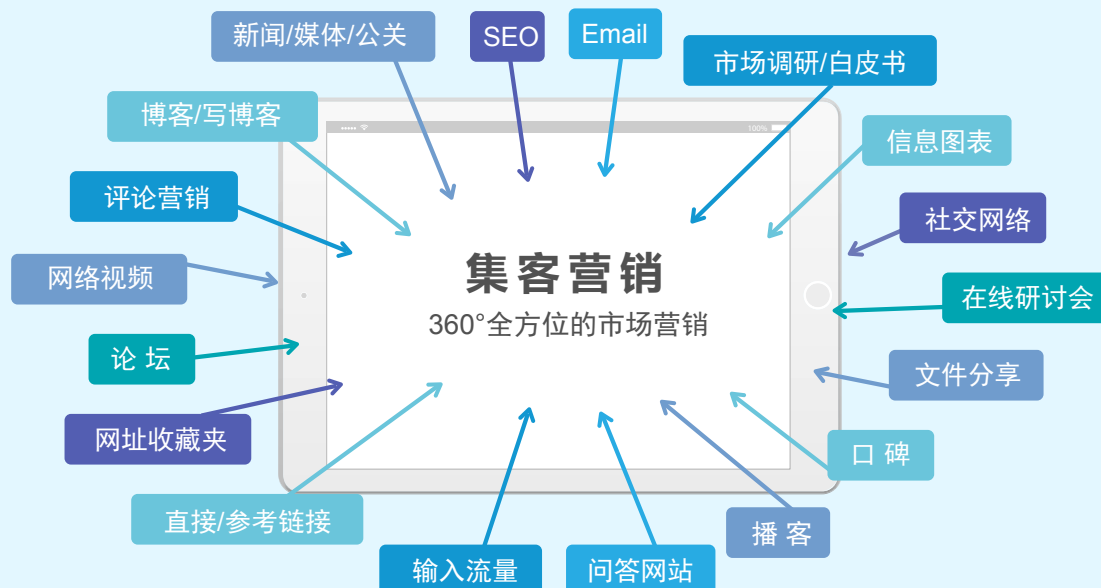 新闻/媒体/公关
SEO
Email
市场调研/白皮书
博客/写博客
100%
信息图表
评论营销
社交网络
集客营销
网络视频
在线研讨会
360°全方位的市场营销
论 坛
文件分享
网址收藏夹
口 碑
直接/参考链接
播 客
输入流量
问答网站